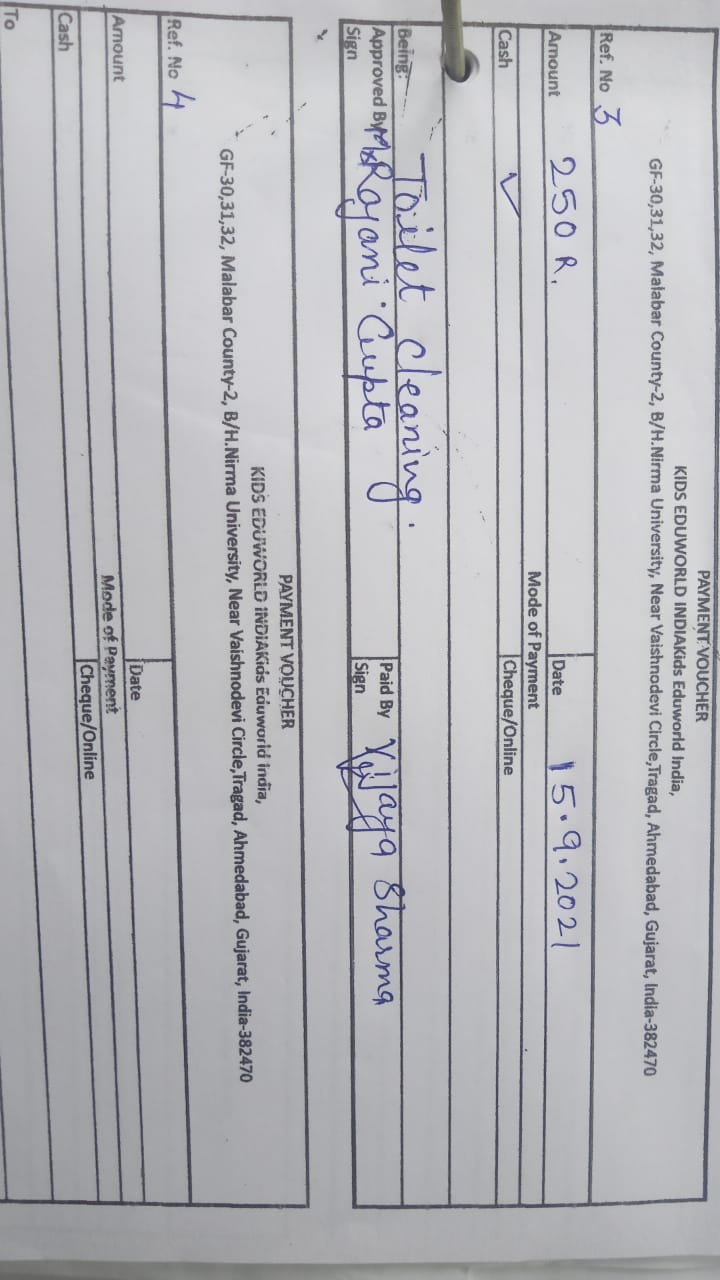 PAYMENT VOUCHER
KIDS EDUWORLD INDIAKids Eduworld India,
GF-30,31,32, Malabar County-2, B/H.Nirma University, Near Vaishnodevi Circle,Tragad, Ahmedabad, Gujarat, India-382470
Ref. No 3
Amount 250 R. Date 15.9.2021
Mode of Payment
Cash ✓ Cheque/Online
Being: Toilet cleaning.
Approved By Rajani Gupta Paid By Vijaya Sharma
Sign Sign
PAYMENT VOUCHER
KIDS EDUWORLD INDIAKids Eduworld India,
GF-30,31,32, Malabar County-2, B/H.Nirma University, Near Vaishnodevi Circle,Tragad, Ahmedabad, Gujarat, India-382470
Ref. No 4
Date
Amount
Mode of Payment
Cash Cheque/Online
To